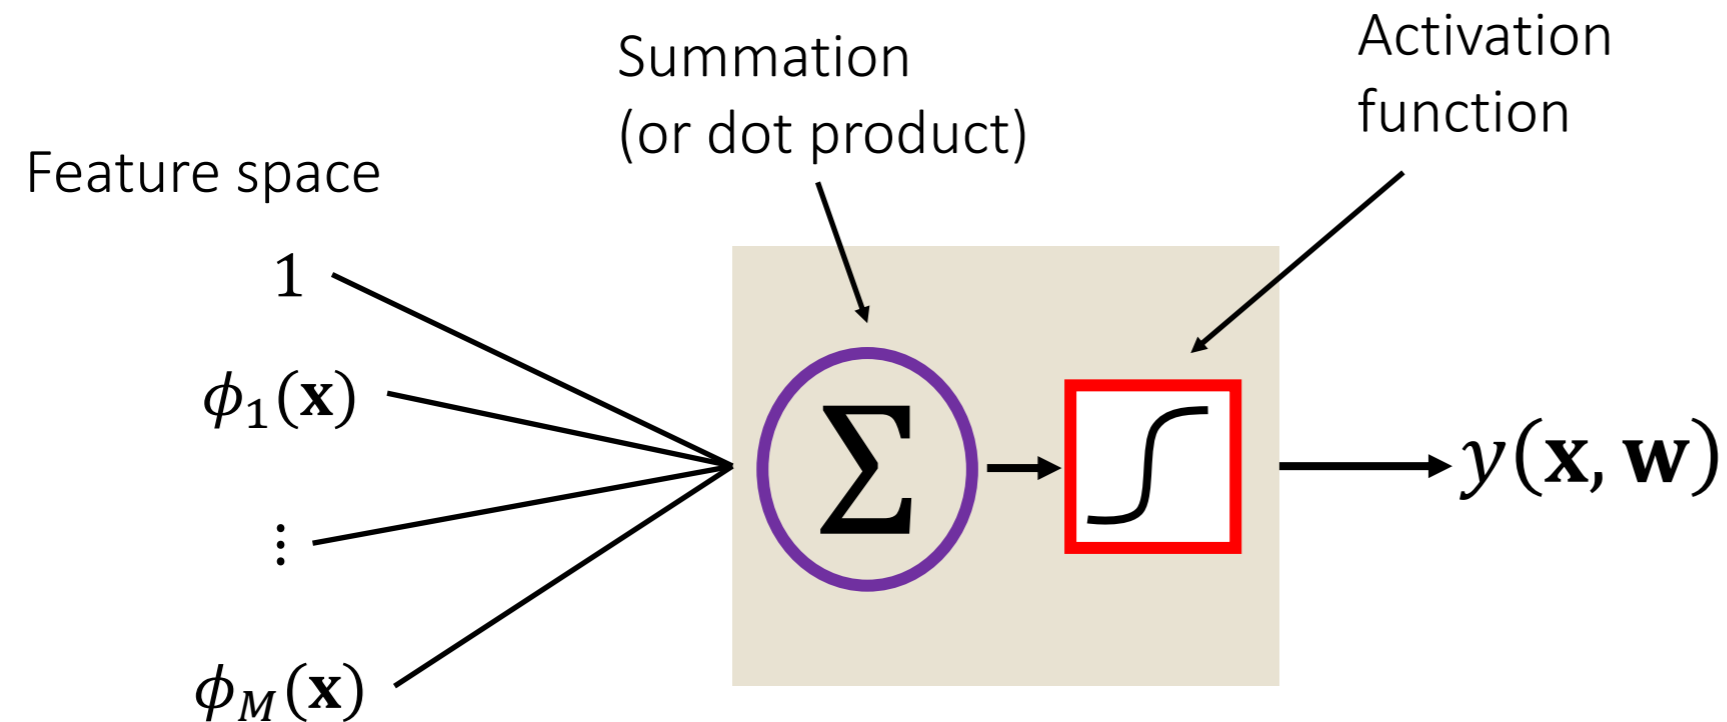 Feature space
1
ϕ₁(𝐱)
⋮
ϕ_M(𝐱)
Summation
(or dot product)
Σ
Activation
function
y(𝐱, 𝐰)